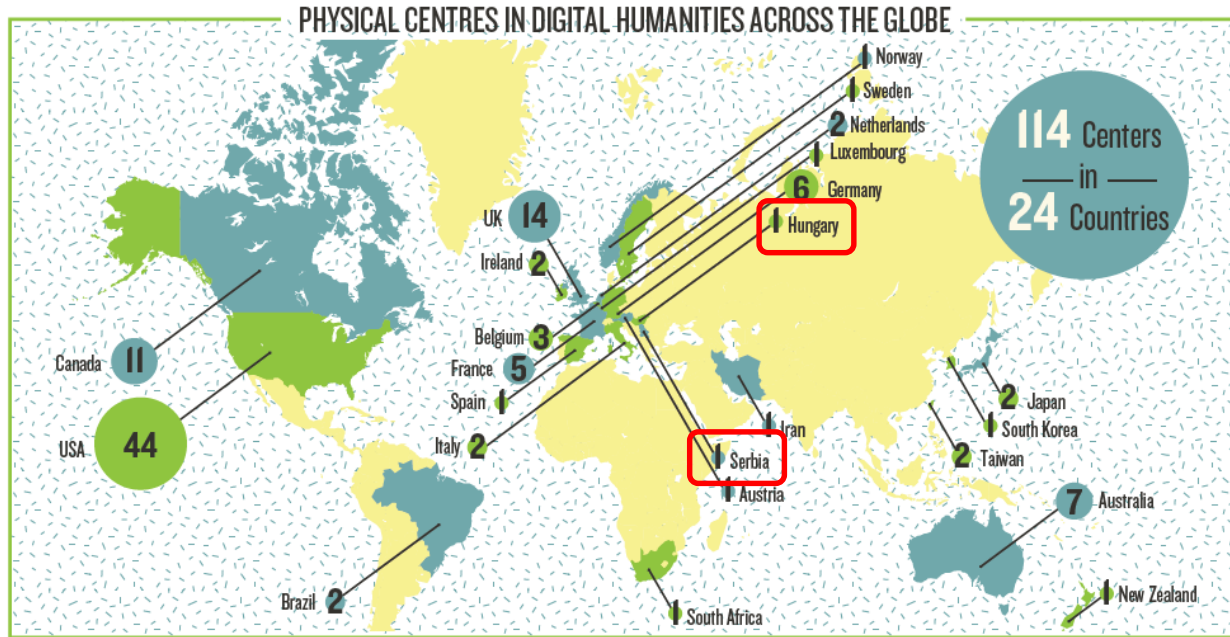 PHYSICAL CENTRES IN DIGITAL HUMANITIES ACROSS THE GLOBE
1 Norway
1 Sweden
2 Netherlands
1 Luxembourg
6 Germany
1 Hungary
114 Centers
in
24 Countries
UK 14
Ireland 2
Belgium 3
France 5
Spain 1
Italy 2
Canada 11
USA 44
Brazil 2
1 Iran
1 Serbia
1 Austria
1 South Africa
2 Japan
1 South Korea
2 Taiwan
7 Australia
1 New Zealand